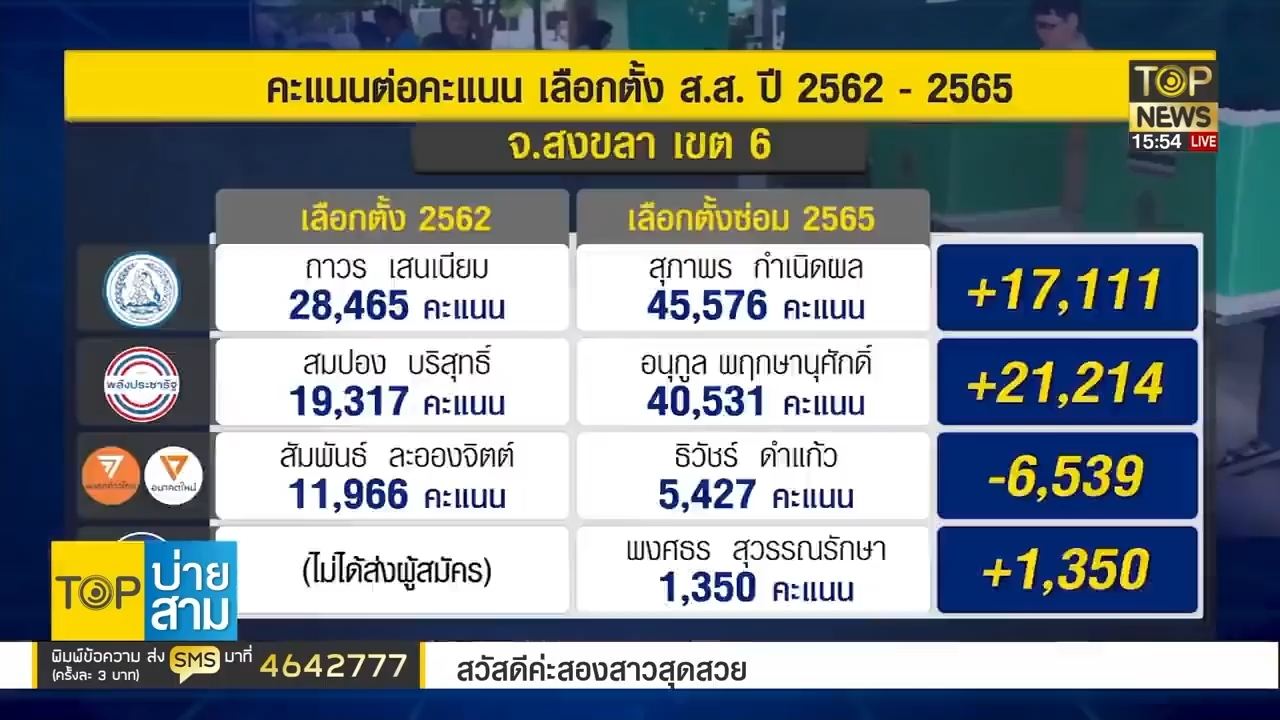 คะแนนต่อคะแนน เลือกตั้ง ส.ส. ปี 2562 - 2565
TOP
NEWS
15:54 LIVE
จ.สงขลา เขต 6
เลือกตั้ง 2562
เลือกตั้งซ่อม 2565
ถาวร เสนเนียม
28,465 คะแนน
สุภาพร กำเนิดผล
45,576 คะแนน
+17,111
พลังประชารัฐ
สมปอง บริสุทธิ์
19,317 คะแนน
อนุกูล พฤกษานุศักดิ์
40,531 คะแนน
+21,214
อนาคตใหม่
สัมพันธ์ ละอองจิตต์
11,966 คะแนน
ธิวัชร์ ดำแก้ว
5,427 คะแนน
-6,539
(ไม่ได้ส่งผู้สมัคร)
พงศธร สุวรรณรักษา
1,350 คะแนน
+1,350
TOP บ่ายสาม
พิมพ์ข้อความ ส่ง SMS มาที่ 4642777
(ครั้งละ 3 บาท)
สวัสดีค่ะสองสาวสุดสวย